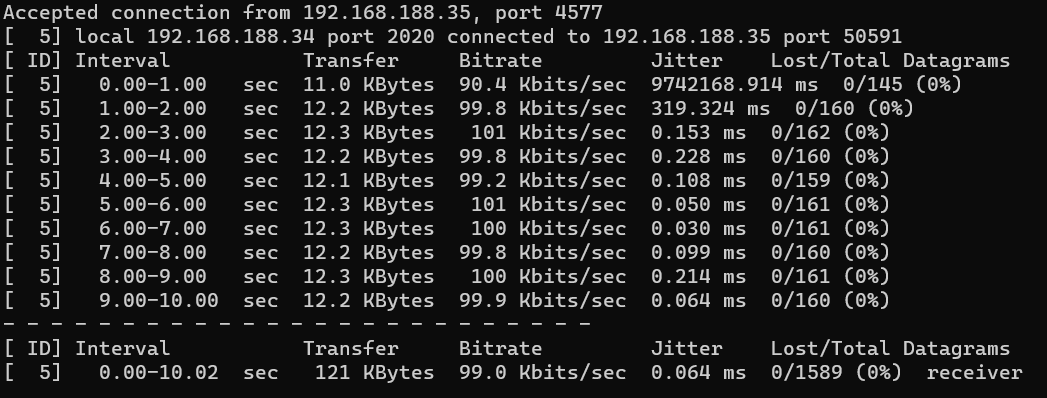 Accepted connection from 192.168.188.35, port 4577
[  5] local 192.168.188.34 port 2020 connected to 192.168.188.35 port 50591
[ ID] Interval           Transfer     Bitrate         Jitter    Lost/Total Datagrams
[  5]   0.00-1.00   sec  11.0 KBytes  90.4 Kbits/sec  9742168.914 ms  0/145 (0%)
[  5]   1.00-2.00   sec  12.2 KBytes  99.8 Kbits/sec  319.324 ms  0/160 (0%)
[  5]   2.00-3.00   sec  12.3 KBytes   101 Kbits/sec  0.153 ms  0/162 (0%)
[  5]   3.00-4.00   sec  12.2 KBytes  99.8 Kbits/sec  0.228 ms  0/160 (0%)
[  5]   4.00-5.00   sec  12.1 KBytes  99.2 Kbits/sec  0.108 ms  0/159 (0%)
[  5]   5.00-6.00   sec  12.3 KBytes   101 Kbits/sec  0.050 ms  0/161 (0%)
[  5]   6.00-7.00   sec  12.3 KBytes   100 Kbits/sec  0.030 ms  0/161 (0%)
[  5]   7.00-8.00   sec  12.2 KBytes  99.8 Kbits/sec  0.099 ms  0/160 (0%)
[  5]   8.00-9.00   sec  12.3 KBytes   100 Kbits/sec  0.214 ms  0/161 (0%)
[  5]   9.00-10.00  sec  12.2 KBytes  99.9 Kbits/sec  0.064 ms  0/160 (0%)
- - - - - - - - - - - - - - - - - - - - - - - - -
[ ID] Interval           Transfer     Bitrate         Jitter    Lost/Total Datagrams
[  5]   0.00-10.02  sec   121 KBytes  99.0 Kbits/sec  0.064 ms  0/1589 (0%)  receiver